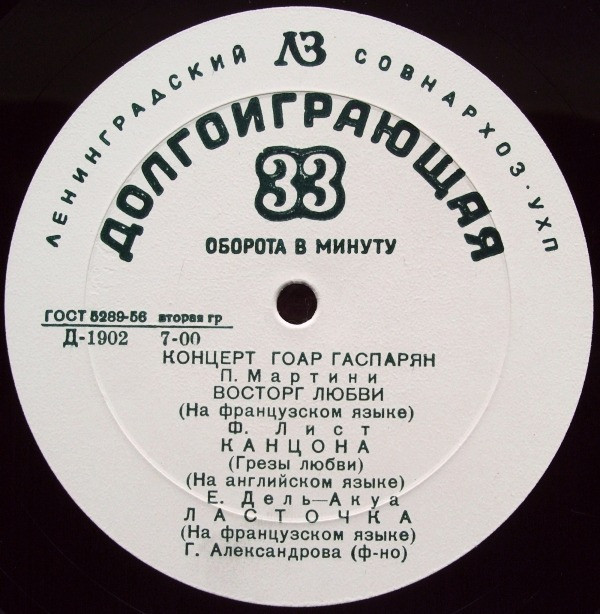 ЛЕНИНГРАДСКИЙ ЛЗ СОВНАРХОЗ·УХП
ДОЛГОИГРАЮЩАЯ
33
ОБОРОТА В МИНУТУ
ГОСТ 5289-56 вторая гр
Д-1902 7-00
КОНЦЕРТ ГОАР ГАСПАРЯН
П. Мартини
ВОСТОРГ ЛЮБВИ
(На французском языке)
Ф. Лист
КАНЦОНА
(Грезы любви)
(На английском языке)
Е. Дель—Акуа
ЛАСТОЧКА
(На французском языке)
Г. Александрова (ф-но)